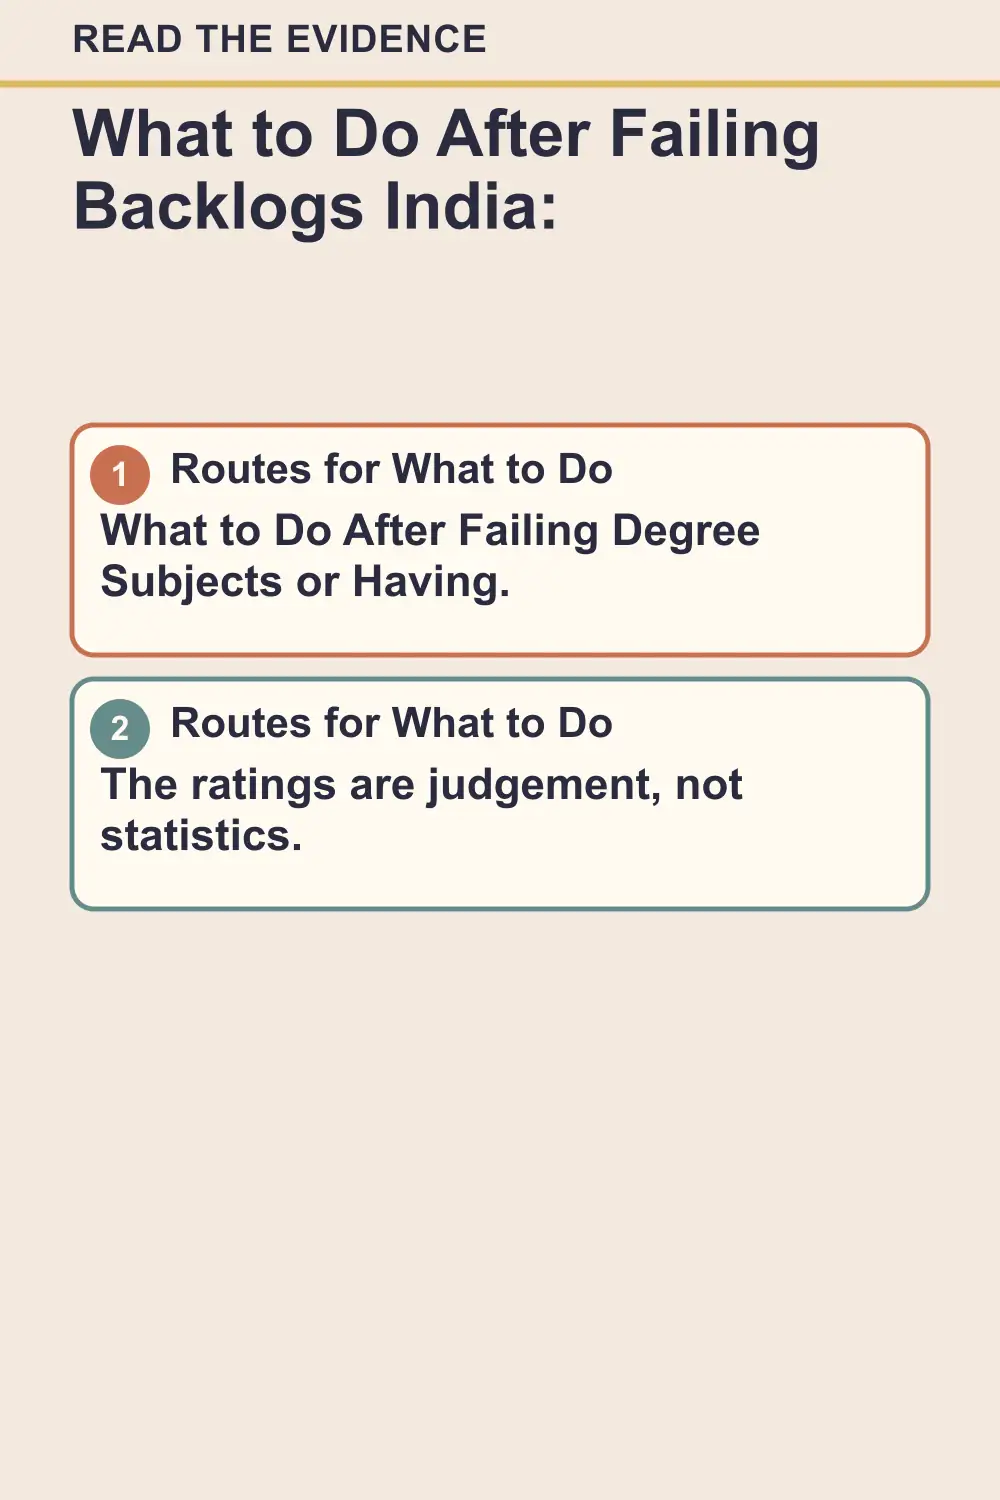 READ THE EVIDENCE
What to Do After Failing
Backlogs India:
1 Routes for What to Do
What to Do After Failing Degree
Subjects or Having.
2 Routes for What to Do
The ratings are judgement, not
statistics.